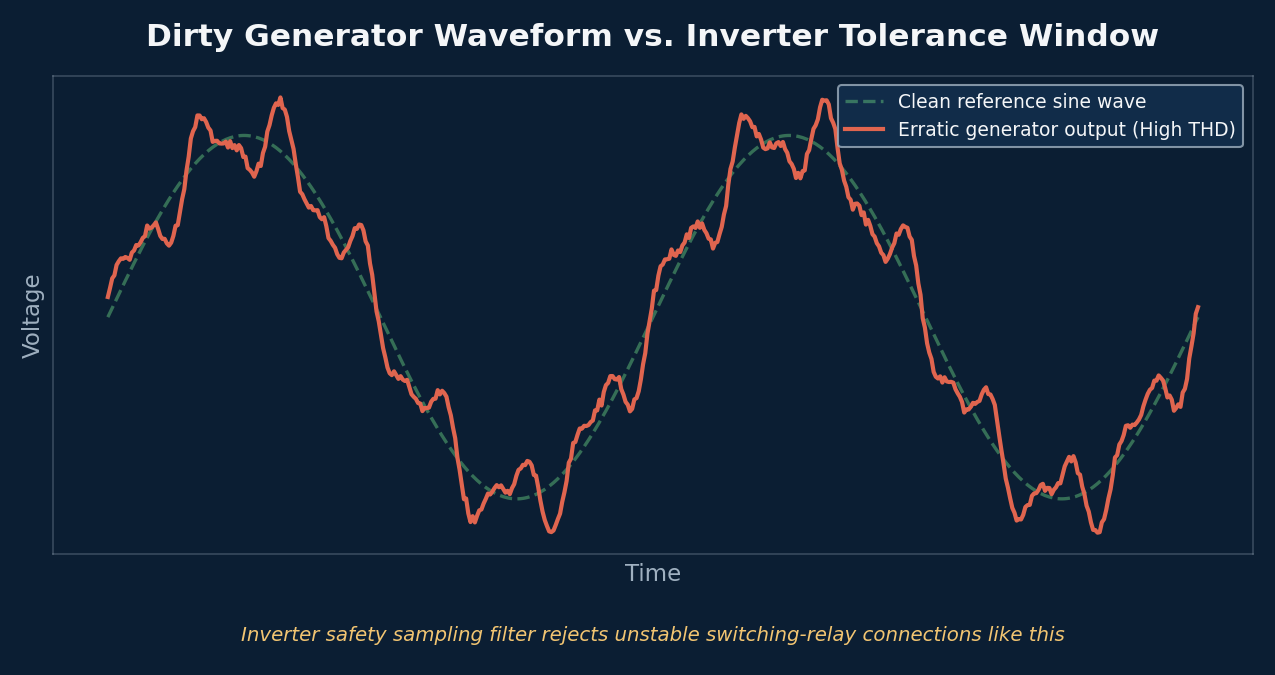 Dirty Generator Waveform vs. Inverter Tolerance Window
Clean reference sine wave
Erratic generator output (High THD)
Voltage
Time
Inverter safety sampling filter rejects unstable switching-relay connections like this